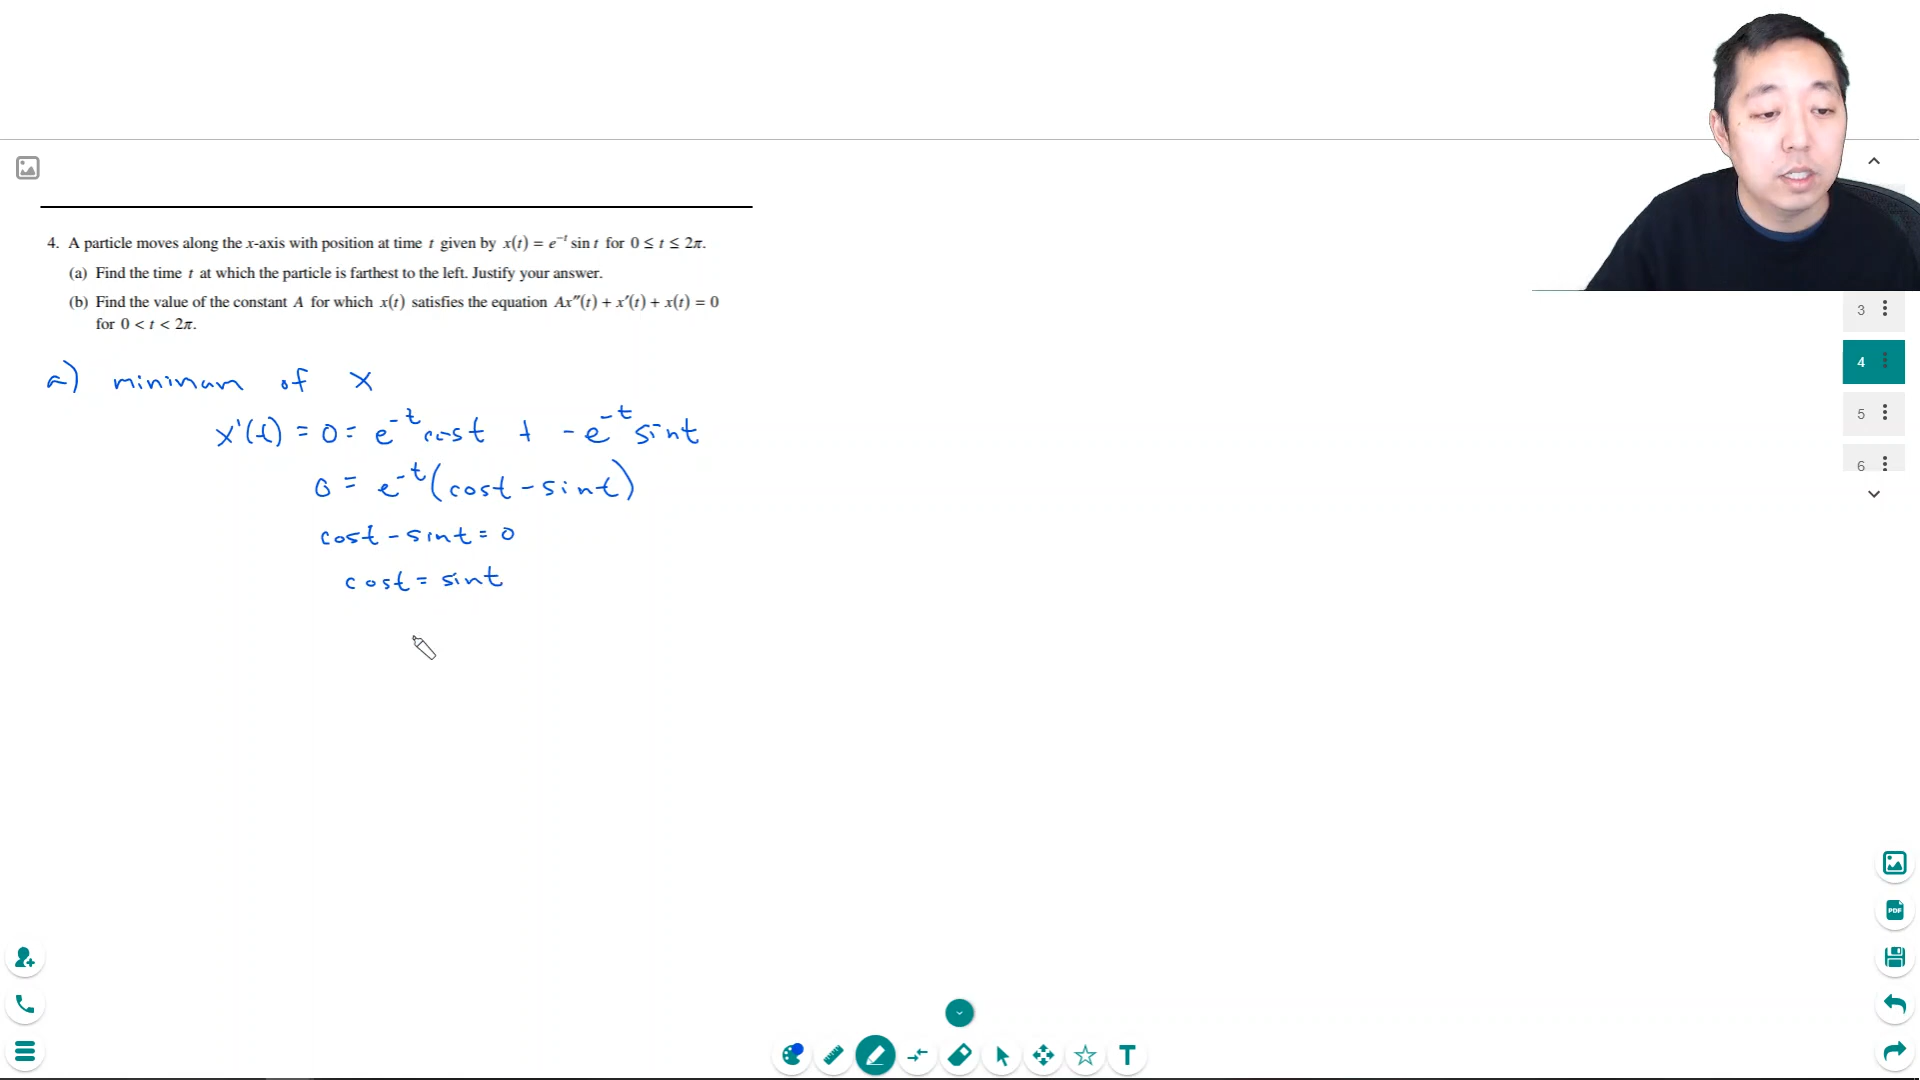 4. A particle moves along the x-axis with position at time t given by x(t) = e⁻ᵗ sin t for 0 ≤ t ≤ 2π.
(a) Find the time t at which the particle is farthest to the left. Justify your answer.
(b) Find the value of the constant A for which x(t) satisfies the equation Ax″(t) + x′(t) + x(t) = 0
for 0 < t < 2π.
a) minimum of x
x'(t) = 0 = e⁻ᵗ cost + -e⁻ᵗ sint
0 = e⁻ᵗ(cost - sint)
cost - sint = 0
cost = sint
3
4
5
6
PDF
T